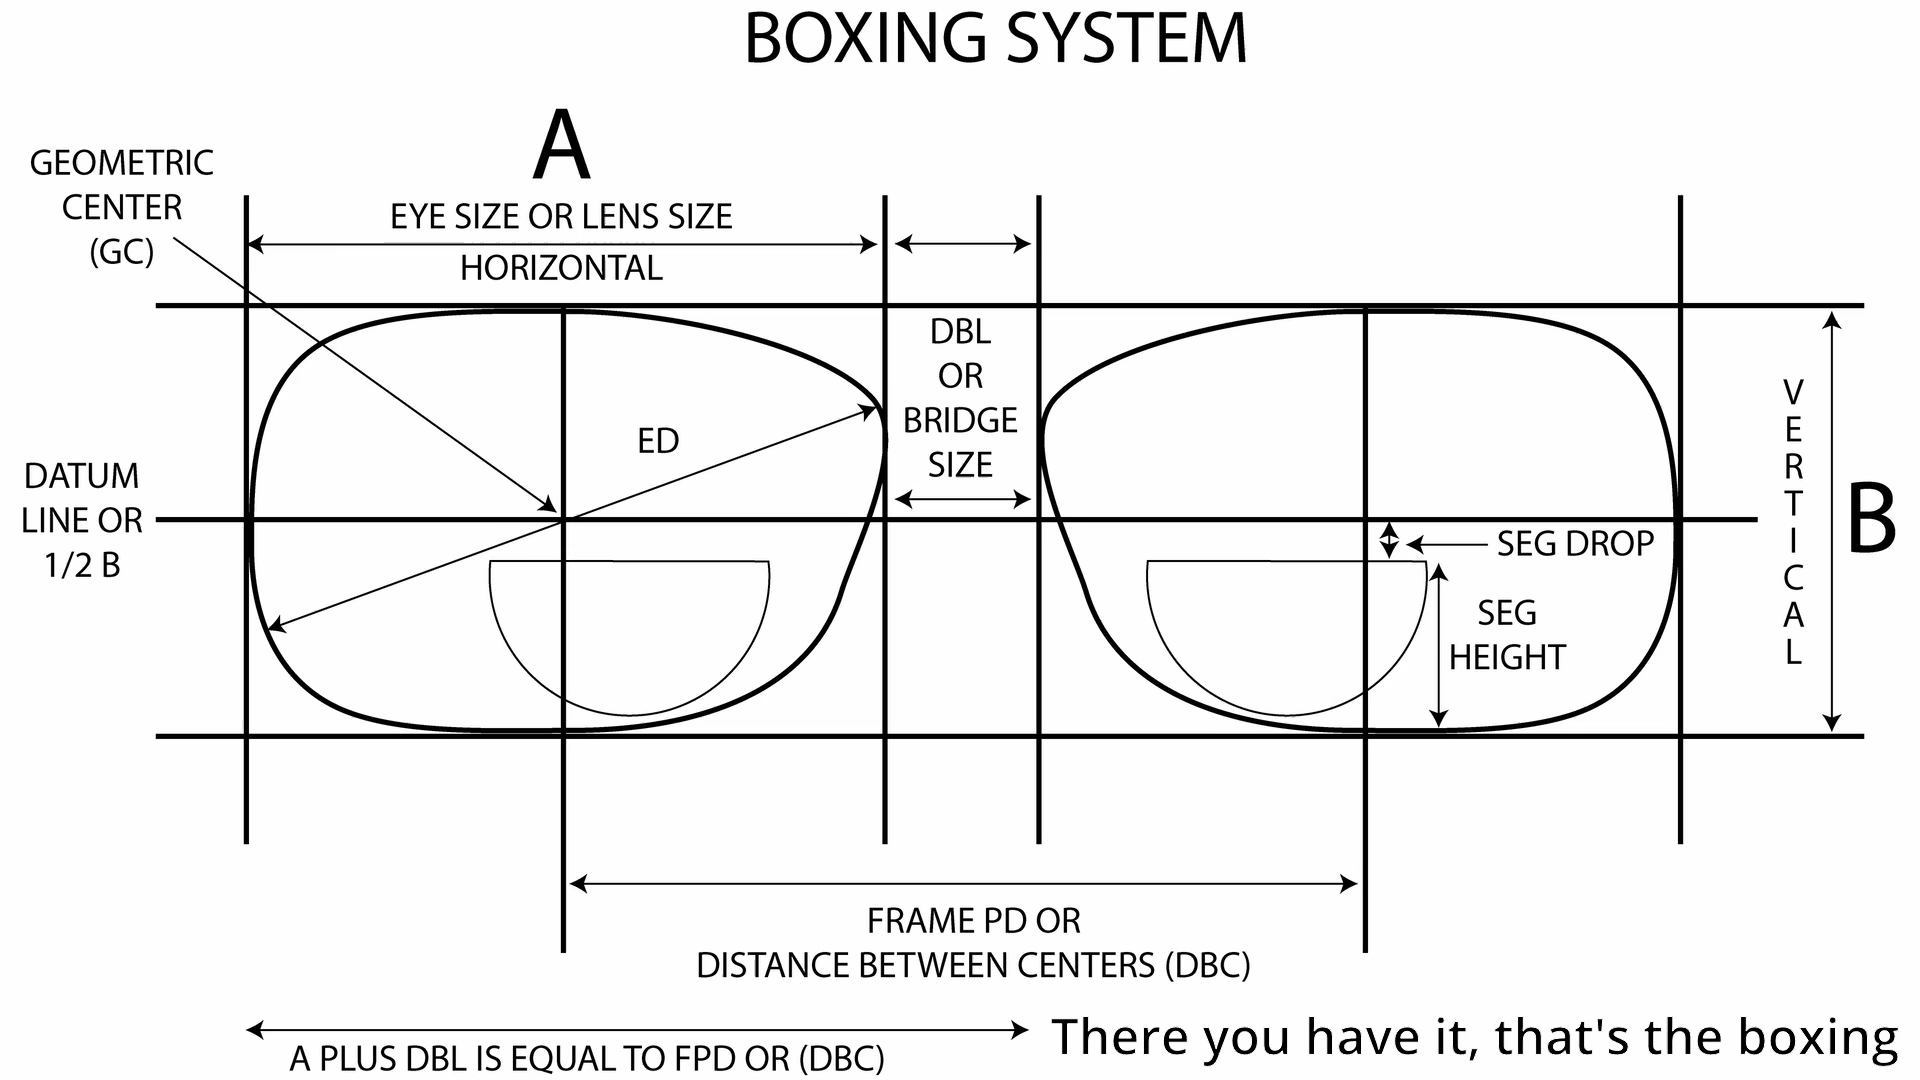 BOXING SYSTEM
A
GEOMETRIC
CENTER
(GC)
EYE SIZE OR LENS SIZE
HORIZONTAL
DBL
OR
BRIDGE
SIZE
ED
DATUM
LINE OR
1/2 B
SEG DROP
SEG
HEIGHT
VERTICAL
B
FRAME PD OR
DISTANCE BETWEEN CENTERS (DBC)
A PLUS DBL IS EQUAL TO FPD OR (DBC)
There you have it, that's the boxing